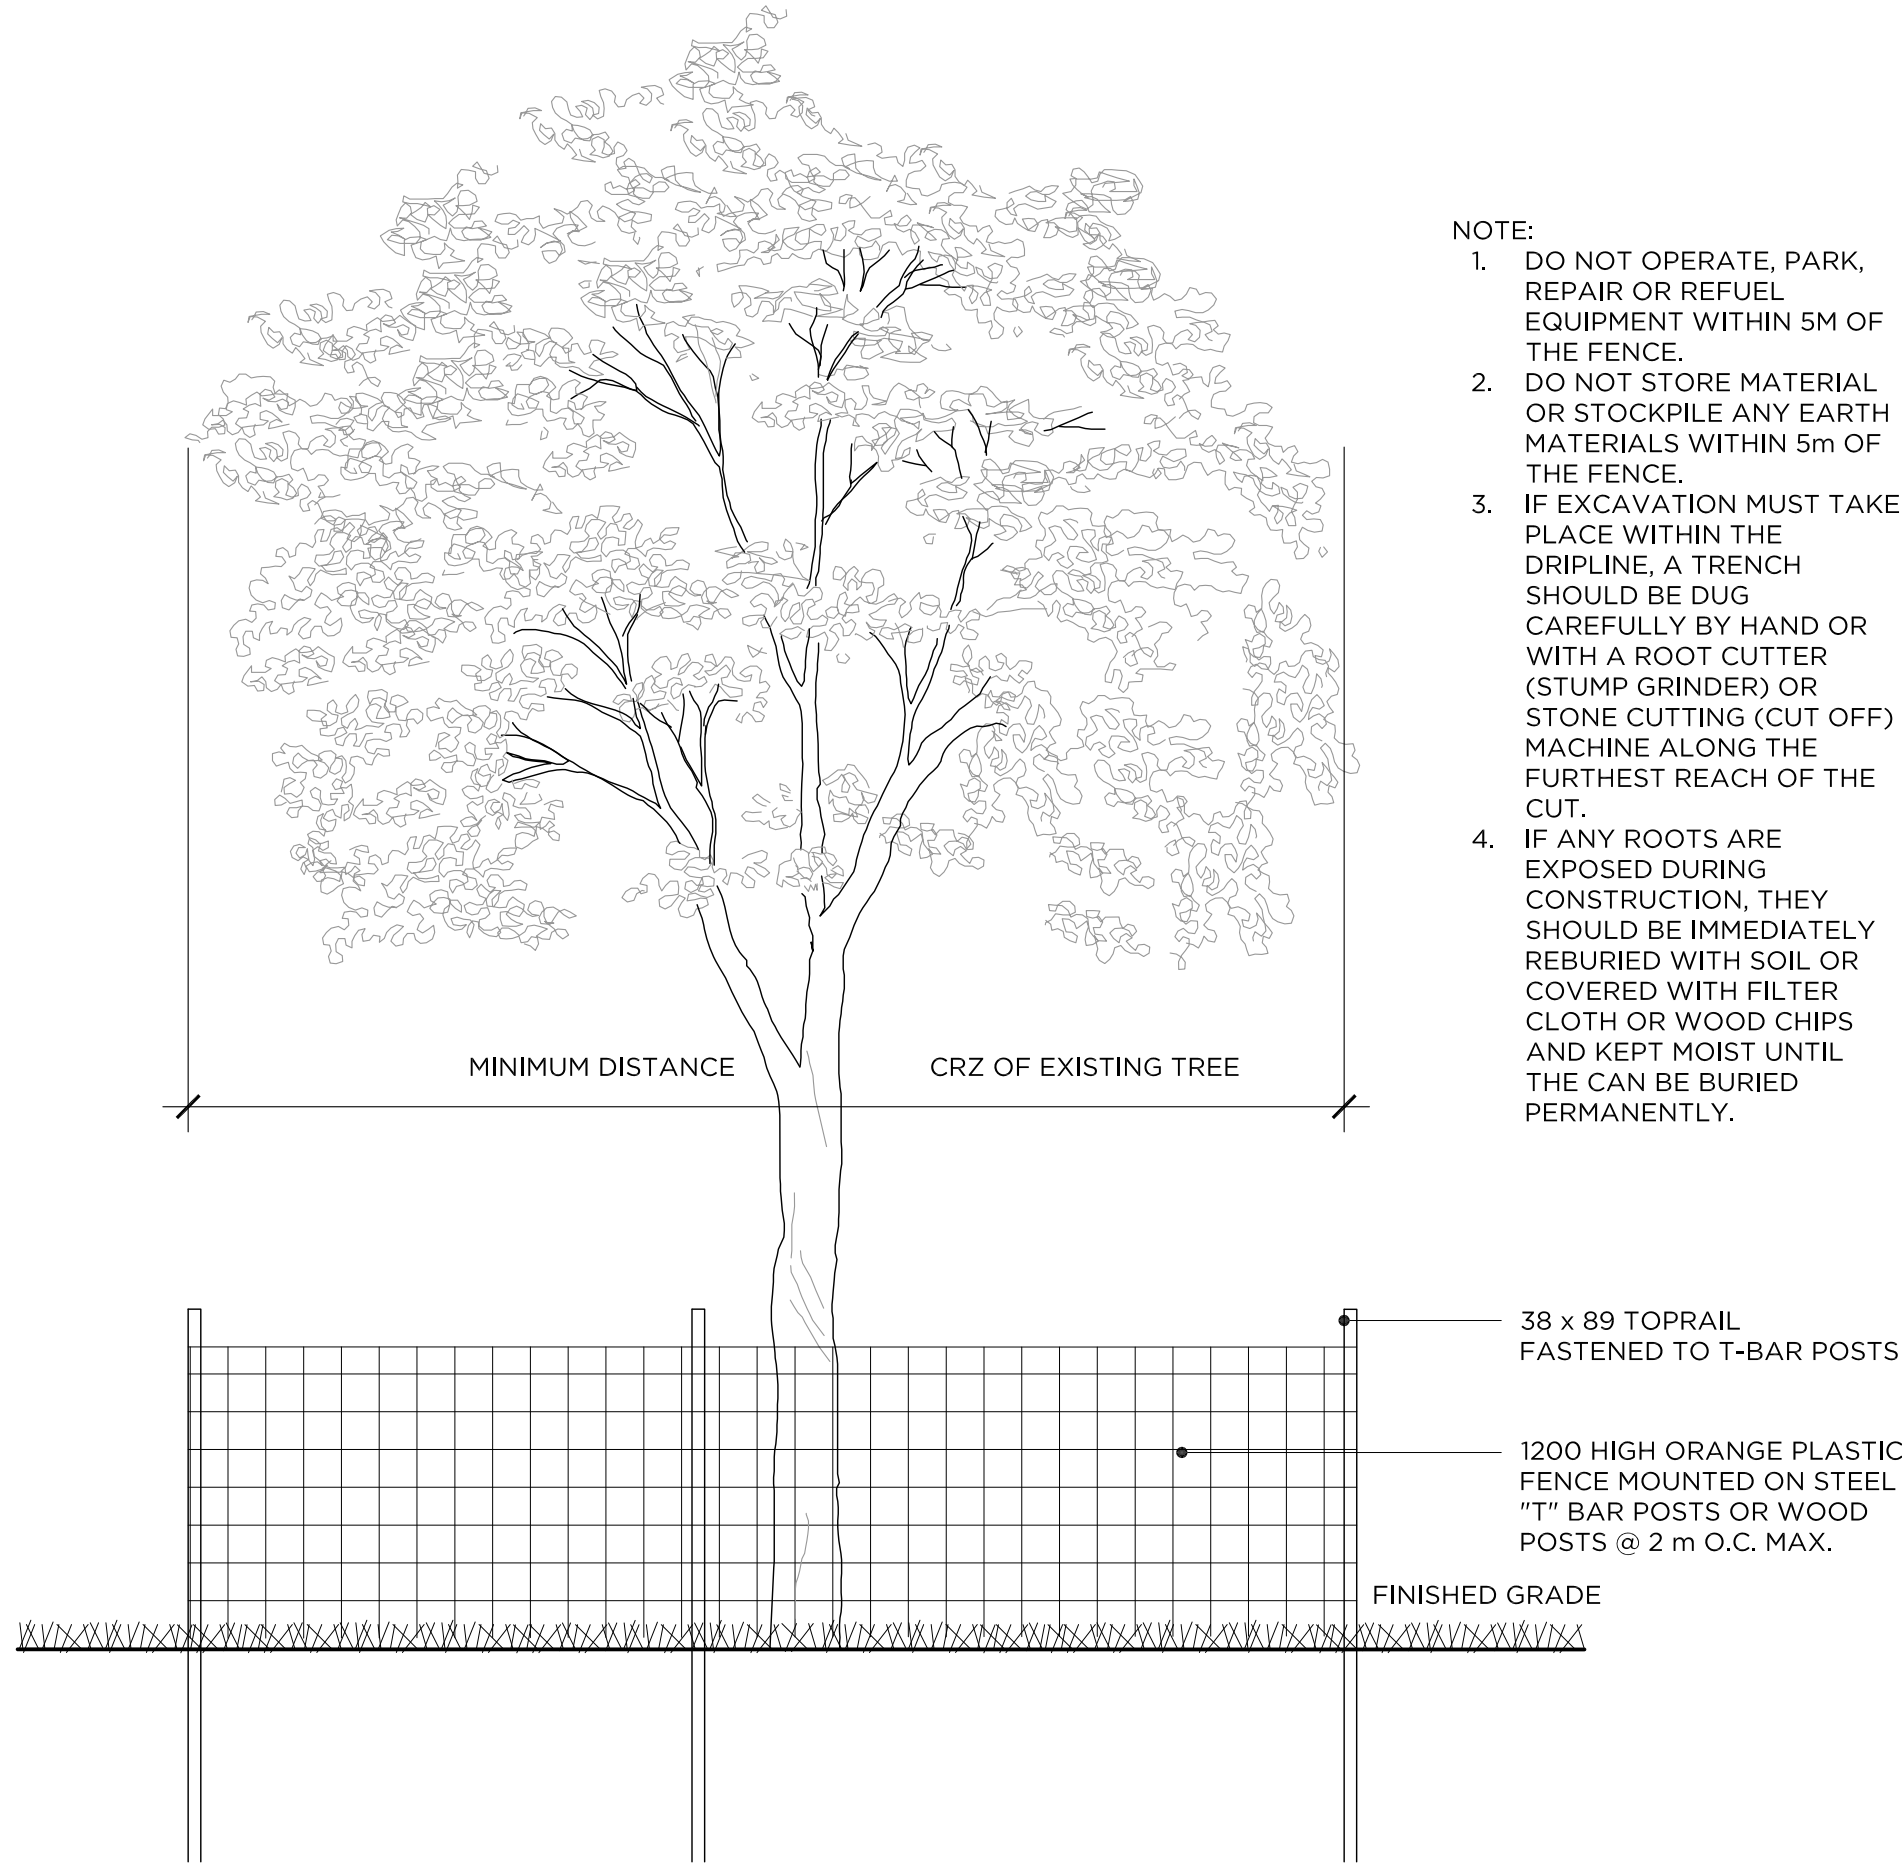 NOTE:
1. DO NOT OPERATE, PARK,
REPAIR OR REFUEL
EQUIPMENT WITHIN 5M OF
THE FENCE.
2. DO NOT STORE MATERIAL
OR STOCKPILE ANY EARTH
MATERIALS WITHIN 5m OF
THE FENCE.
3. IF EXCAVATION MUST TAKE
PLACE WITHIN THE
DRIPLINE, A TRENCH
SHOULD BE DUG
CAREFULLY BY HAND OR
WITH A ROOT CUTTER
(STUMP GRINDER) OR
STONE CUTTING (CUT OFF)
MACHINE ALONG THE
FURTHEST REACH OF THE
CUT.
4. IF ANY ROOTS ARE
EXPOSED DURING
CONSTRUCTION, THEY
SHOULD BE IMMEDIATELY
REBURIED WITH SOIL OR
COVERED WITH FILTER
CLOTH OR WOOD CHIPS
AND KEPT MOIST UNTIL
THE CAN BE BURIED
PERMANENTLY.
MINIMUM DISTANCE
CRZ OF EXISTING TREE
38 x 89 TOPRAIL
FASTENED TO T-BAR POSTS
1200 HIGH ORANGE PLASTIC
FENCE MOUNTED ON STEEL
"T" BAR POSTS OR WOOD
POSTS @ 2 m O.C. MAX.
FINISHED GRADE